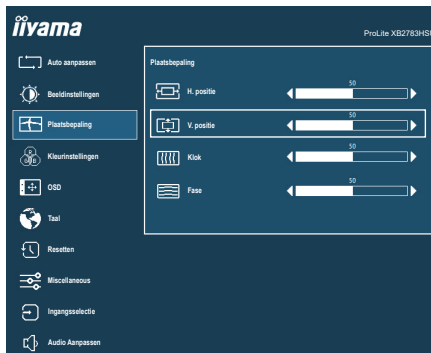 iiyama
ProLite XB2783HSU
Auto aanpassen
Beeldinstellingen
Plaatsbepaling
Kleurinstellingen
R
G B
OSD
Taal
Resetten
Miscellaneous
Ingangsselectie
Audio Aanpassen
Plaatsbepaling
H. positie
50
V. positie
50
Klok
50
Fase
50